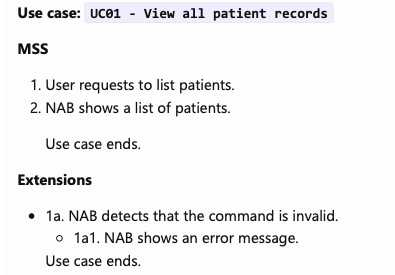 Use case: UC01 - View all patient records
MSS
1. User requests to list patients.
2. NAB shows a list of patients.
Use case ends.
Extensions
• 1a. NAB detects that the command is invalid.
◦ 1a1. NAB shows an error message.
Use case ends.